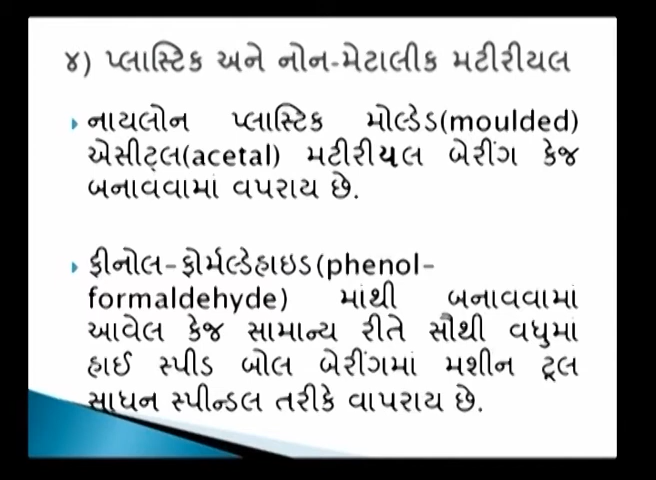 ૪) પ્લાસ્ટિક અને નોન-મેટાલીક મટીરીયલ
નાયલોન પ્લાસ્ટિક મોલ્ડેડ(moulded)
એસીટ્લ(acetal) મટીરીયલ બેરીંગ કેજ
બનાવવામાં વપરાય છે.
ફીનોલ-ફોર્મલ્ડેહાઇડ(phenol-
formaldehyde) માંથી બનાવવામાં
આવેલ કેજ સામાન્ય રીતે સૌથી વધુમાં
હાઈ સ્પીડ બોલ બેરીંગમાં મશીન ટ્રૂલ
સાધન સ્પીન્ડલ તરીકે વાપરાય છે.